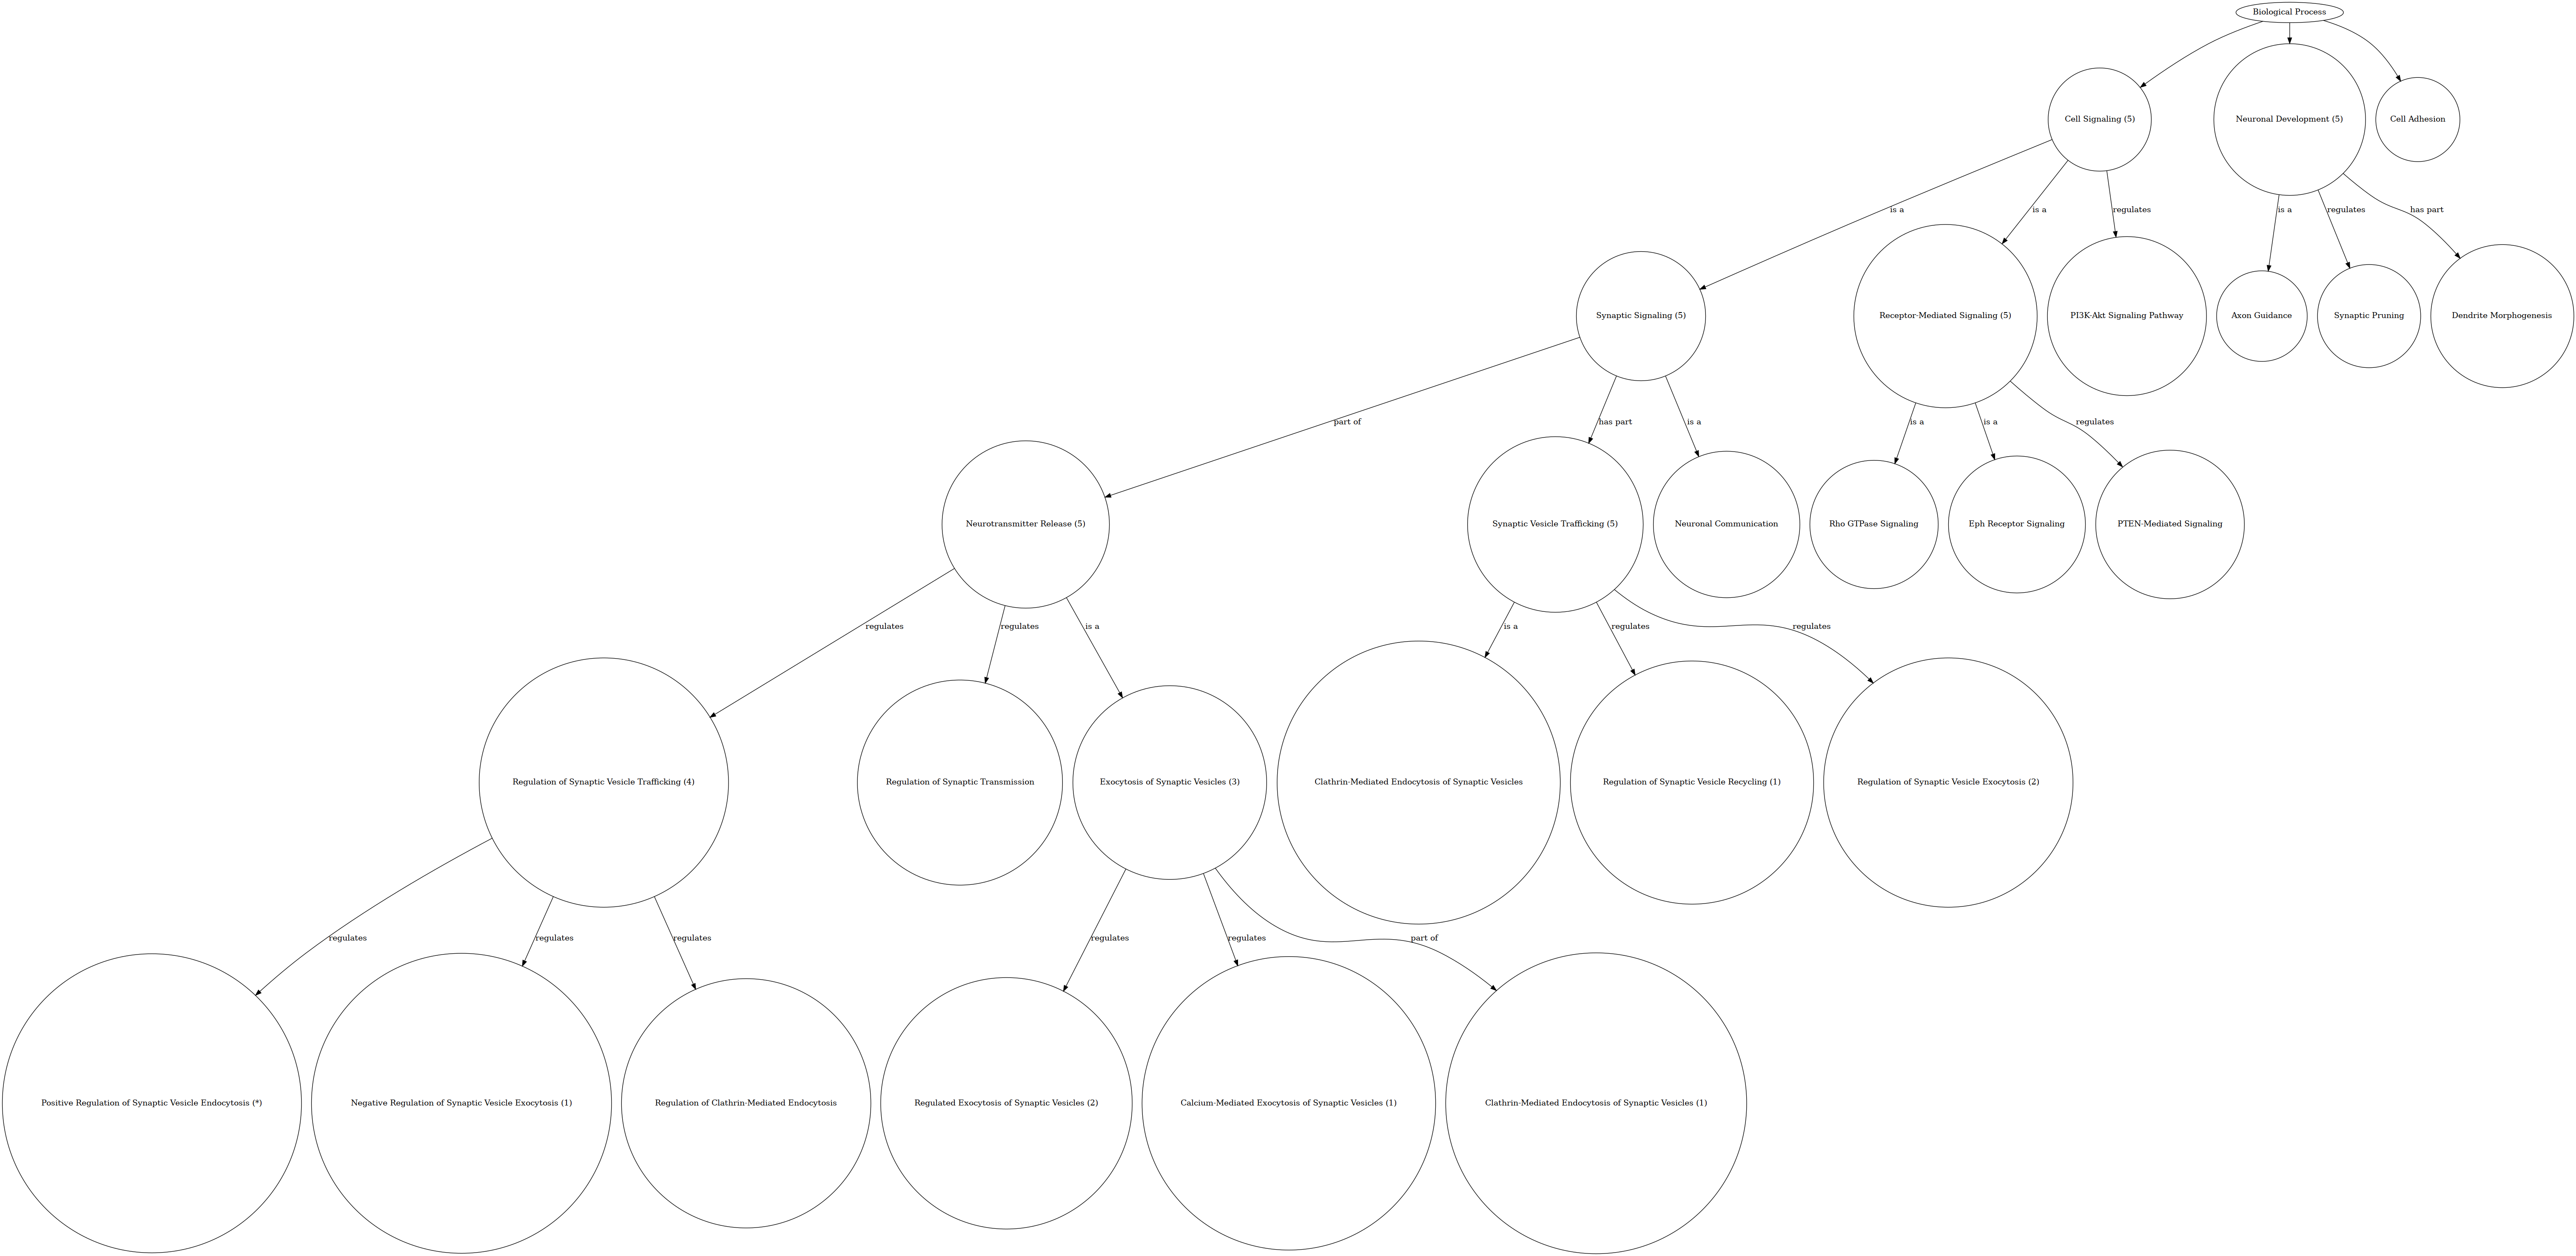 Biological Process
Cell Signaling (5)
Neuronal Development (5)
Cell Adhesion
is a
is a
regulates
is a
regulates
has part
Synaptic Signaling (5)
Receptor-Mediated Signaling (5)
PI3K-Akt Signaling Pathway
Axon Guidance
Synaptic Pruning
Dendrite Morphogenesis
part of
has part
is a
is a
is a
regulates
Neurotransmitter Release (5)
Synaptic Vesicle Trafficking (5)
Neuronal Communication
Rho GTPase Signaling
Eph Receptor Signaling
PTEN-Mediated Signaling
regulates
regulates
is a
is a
regulates
regulates
Regulation of Synaptic Vesicle Trafficking (4)
Regulation of Synaptic Transmission
Exocytosis of Synaptic Vesicles (3)
Clathrin-Mediated Endocytosis of Synaptic Vesicles
Regulation of Synaptic Vesicle Recycling (1)
Regulation of Synaptic Vesicle Exocytosis (2)
regulates
regulates
regulates
regulates
regulates
part of
Positive Regulation of Synaptic Vesicle Endocytosis (*)
Negative Regulation of Synaptic Vesicle Exocytosis (1)
Regulation of Clathrin-Mediated Endocytosis
Regulated Exocytosis of Synaptic Vesicles (2)
Calcium-Mediated Exocytosis of Synaptic Vesicles (1)
Clathrin-Mediated Endocytosis of Synaptic Vesicles (1)